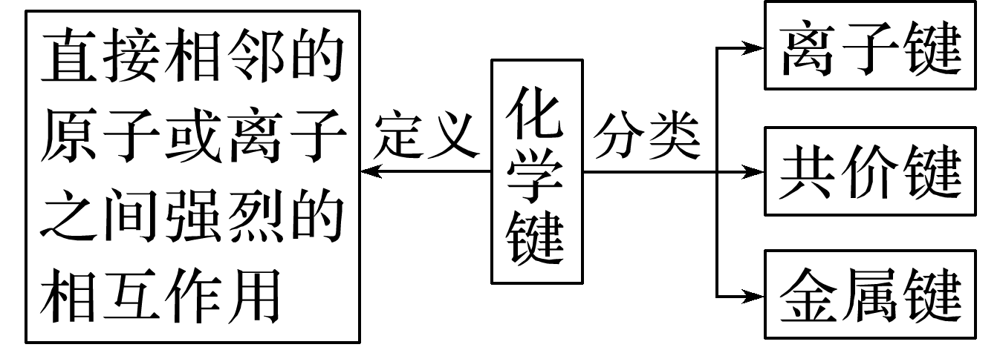 直接相邻的
原子或离子
之间强烈的
相互作用
定义
化学键
分类
离子键
共价键
金属键